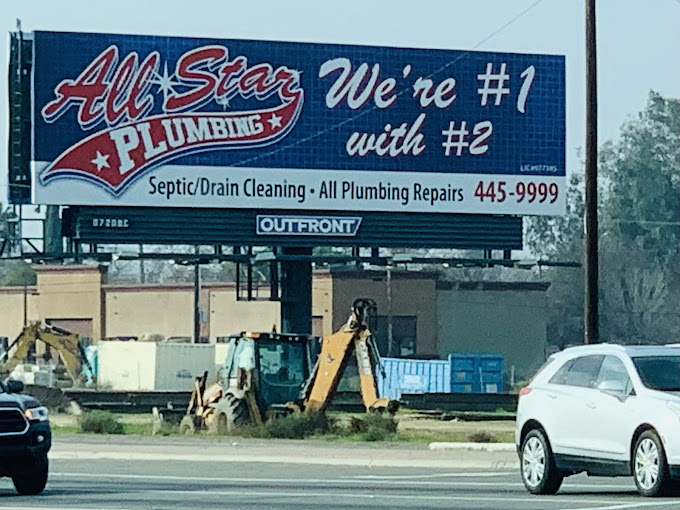 All Star
PLUMBING
We're #1
with #2
Septic/Drain Cleaning • All Plumbing Repairs 445-9999
OUTFRONT